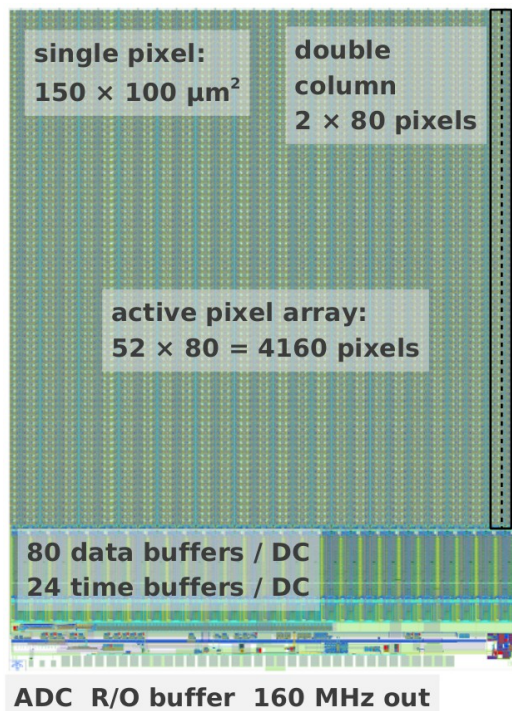 single pixel:
150 × 100 μm²
double
column
2 × 80 pixels
active pixel array:
52 × 80 = 4160 pixels
80 data buffers / DC
24 time buffers / DC
ADC R/O buffer 160 MHz out